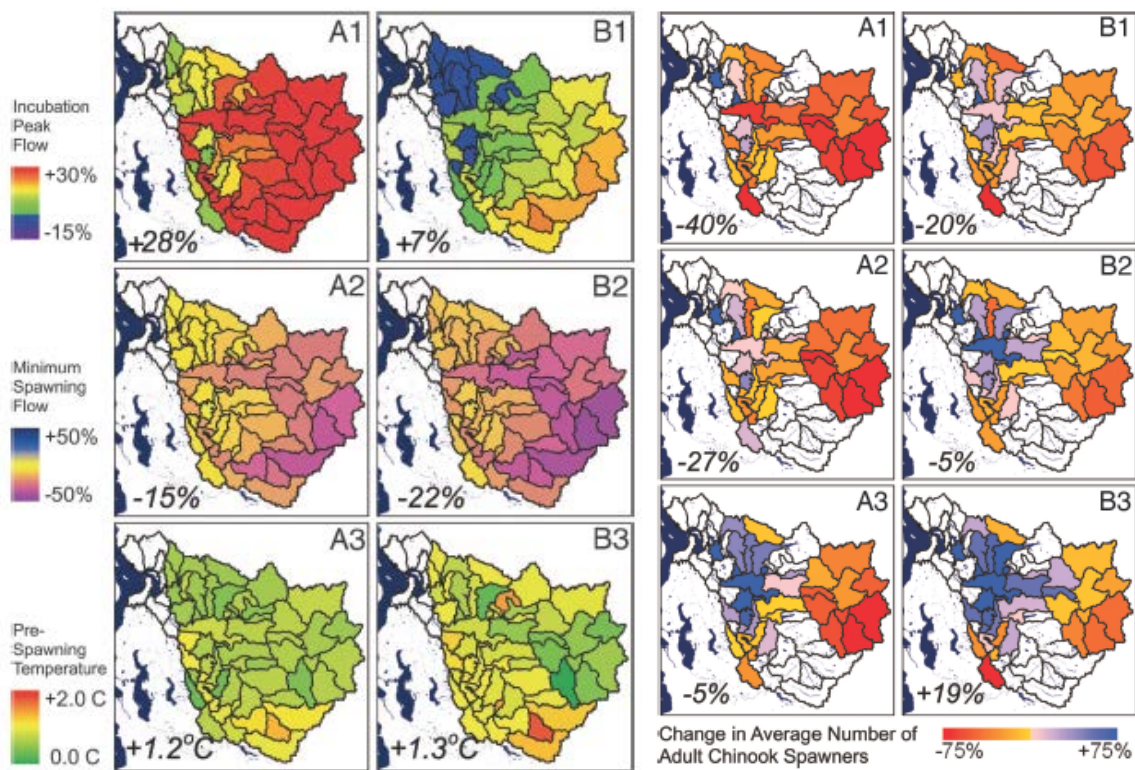 A1
B1
Incubation
Peak
Flow
+30%
-15%
+28%
+7%
A2
B2
Minimum
Spawning
Flow
+50%
-50%
-15%
-22%
A3
B3
Pre-
Spawning
Temperature
+2.0 C
0.0 C
+1.2°C
+1.3°C
A1
B1
-40%
-20%
A2
B2
-27%
-5%
A3
B3
-5%
+19%
Change in Average Number of
Adult Chinook Spawners
-75%
+75%